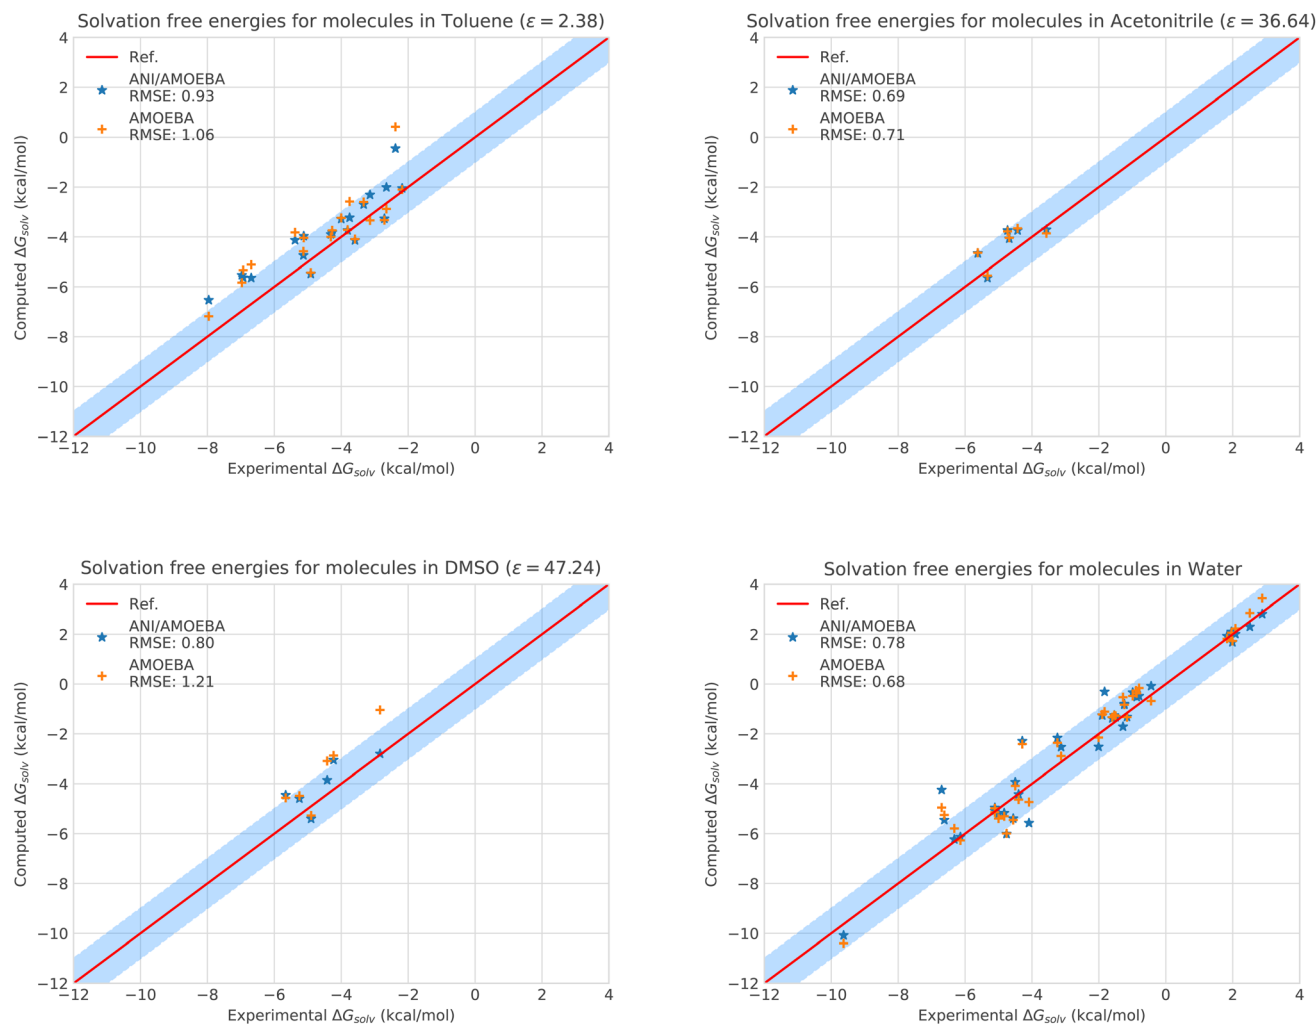 Solvation free energies for molecules in Toluene (ε = 2.38)
4
2
0
−2
−4
−6
−8
−10
−12
Computed ΔG_solv (kcal/mol)
Ref.
ANI/AMOEBA
RMSE: 0.93
AMOEBA
RMSE: 1.06
−12 −10 −8 −6 −4 −2 0 2 4
Experimental ΔG_solv (kcal/mol)
Solvation free energies for molecules in Acetonitrile (ε = 36.64)
4
2
0
−2
−4
−6
−8
−10
−12
Computed ΔG_solv (kcal/mol)
Ref.
ANI/AMOEBA
RMSE: 0.69
AMOEBA
RMSE: 0.71
−12 −10 −8 −6 −4 −2 0 2 4
Experimental ΔG_solv (kcal/mol)
Solvation free energies for molecules in DMSO (ε = 47.24)
4
2
0
−2
−4
−6
−8
−10
−12
Computed ΔG_solv (kcal/mol)
Ref.
ANI/AMOEBA
RMSE: 0.80
AMOEBA
RMSE: 1.21
−12 −10 −8 −6 −4 −2 0 2 4
Experimental ΔG_solv (kcal/mol)
Solvation free energies for molecules in Water
4
2
0
−2
−4
−6
−8
−10
−12
Computed ΔG_solv (kcal/mol)
Ref.
ANI/AMOEBA
RMSE: 0.78
AMOEBA
RMSE: 0.68
−12 −10 −8 −6 −4 −2 0 2 4
Experimental ΔG_solv (kcal/mol)